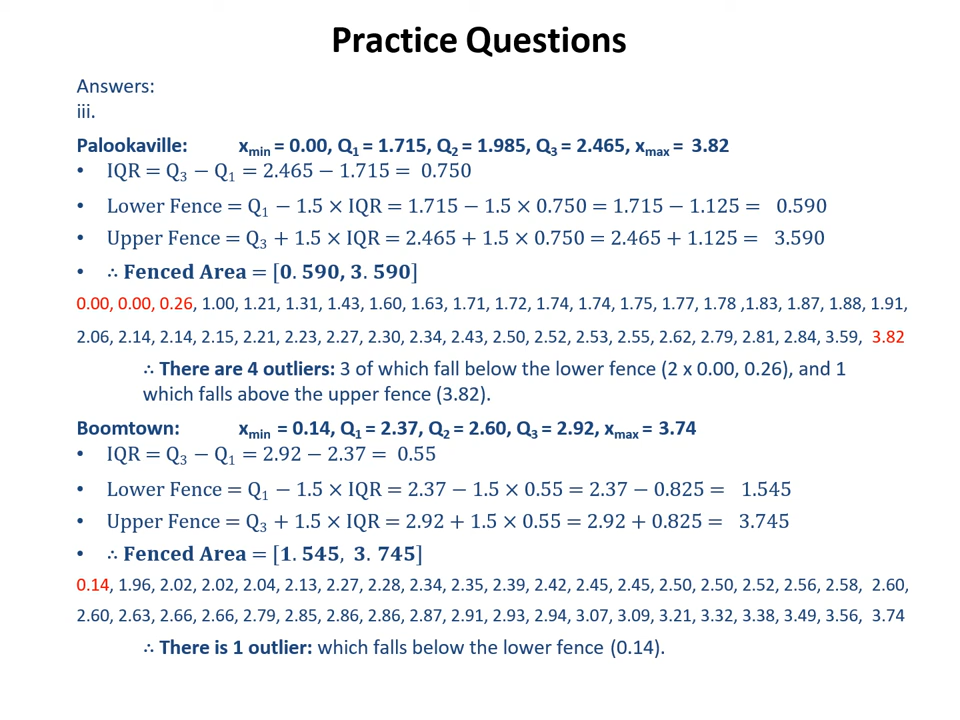 Practice Questions
Answers:
iii.
Palookaville: xmin = 0.00, Q1 = 1.715, Q2 = 1.985, Q3 = 2.465, xmax = 3.82
• IQR = Q3 − Q1 = 2.465 − 1.715 = 0.750
• Lower Fence = Q1 − 1.5 × IQR = 1.715 − 1.5 × 0.750 = 1.715 − 1.125 = 0.590
• Upper Fence = Q3 + 1.5 × IQR = 2.465 + 1.5 × 0.750 = 2.465 + 1.125 = 3.590
• ∴ Fenced Area = [0.590, 3.590]
0.00, 0.00, 0.26, 1.00, 1.21, 1.31, 1.43, 1.60, 1.63, 1.71, 1.72, 1.74, 1.74, 1.75, 1.77, 1.78 ,1.83, 1.87, 1.88, 1.91,
2.06, 2.14, 2.14, 2.15, 2.21, 2.23, 2.27, 2.30, 2.34, 2.43, 2.50, 2.52, 2.53, 2.55, 2.62, 2.79, 2.81, 2.84, 3.59, 3.82
∴ There are 4 outliers: 3 of which fall below the lower fence (2 x 0.00, 0.26), and 1
which falls above the upper fence (3.82).
Boomtown: xmin = 0.14, Q1 = 2.37, Q2 = 2.60, Q3 = 2.92, xmax = 3.74
• IQR = Q3 − Q1 = 2.92 − 2.37 = 0.55
• Lower Fence = Q1 − 1.5 × IQR = 2.37 − 1.5 × 0.55 = 2.37 − 0.825 = 1.545
• Upper Fence = Q3 + 1.5 × IQR = 2.92 + 1.5 × 0.55 = 2.92 + 0.825 = 3.745
• ∴ Fenced Area = [1.545, 3.745]
0.14, 1.96, 2.02, 2.02, 2.04, 2.13, 2.27, 2.28, 2.34, 2.35, 2.39, 2.42, 2.45, 2.45, 2.50, 2.50, 2.52, 2.56, 2.58, 2.60,
2.60, 2.63, 2.66, 2.66, 2.79, 2.85, 2.86, 2.86, 2.87, 2.91, 2.93, 2.94, 3.07, 3.09, 3.21, 3.32, 3.38, 3.49, 3.56, 3.74
∴ There is 1 outlier: which falls below the lower fence (0.14).